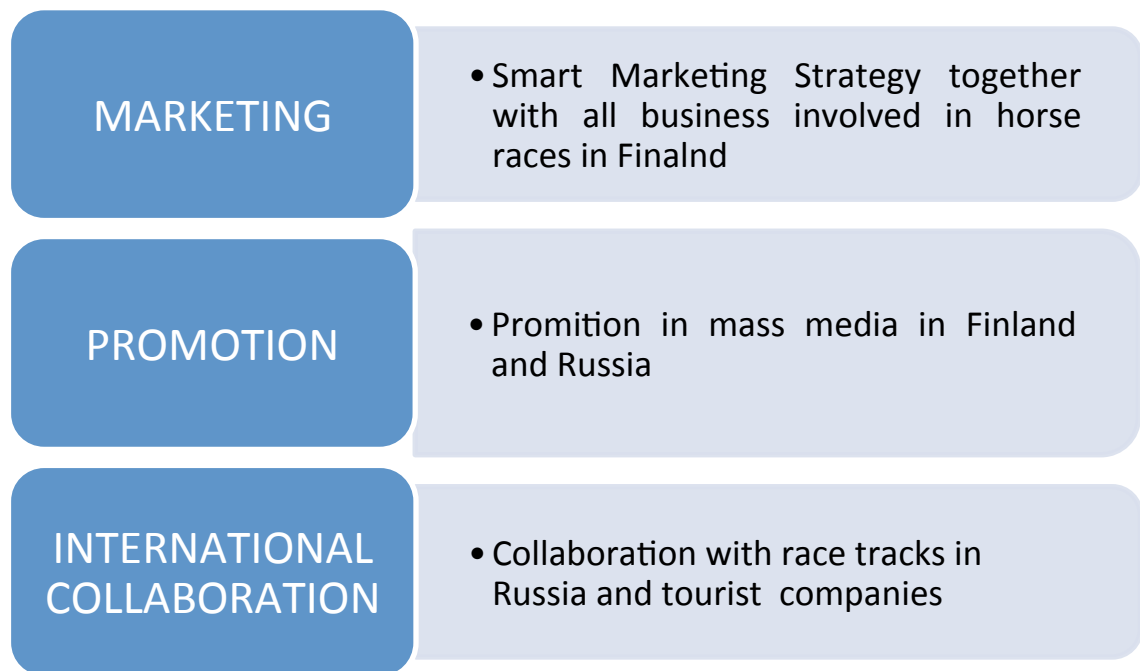 MARKETING
• Smart Marketing Strategy together
with all business involved in horse
races in Finalnd
PROMOTION
• Promition in mass media in Finland
and Russia
INTERNATIONAL
COLLABORATION
• Collaboration with race tracks in
Russia and tourist companies